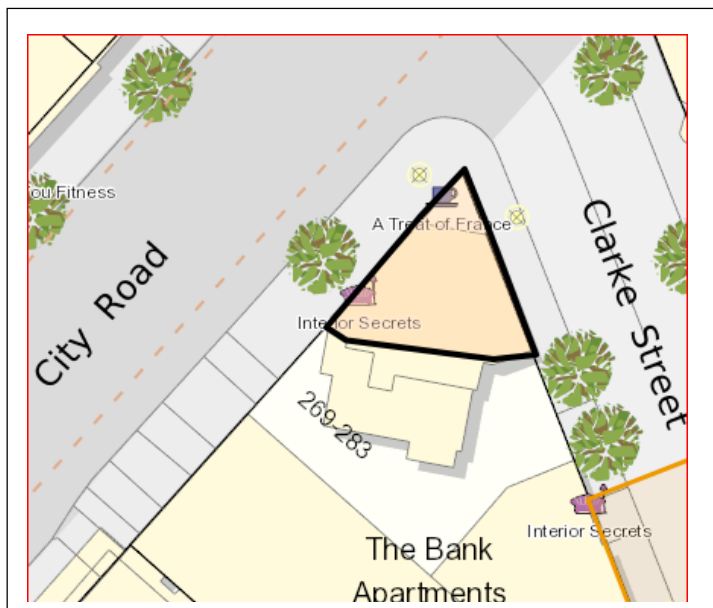 ou Fitness
A Treat of France
City Road
Clarke Street
Interior Secrets
269-283
Interior Secrets
The Bank
Apartments